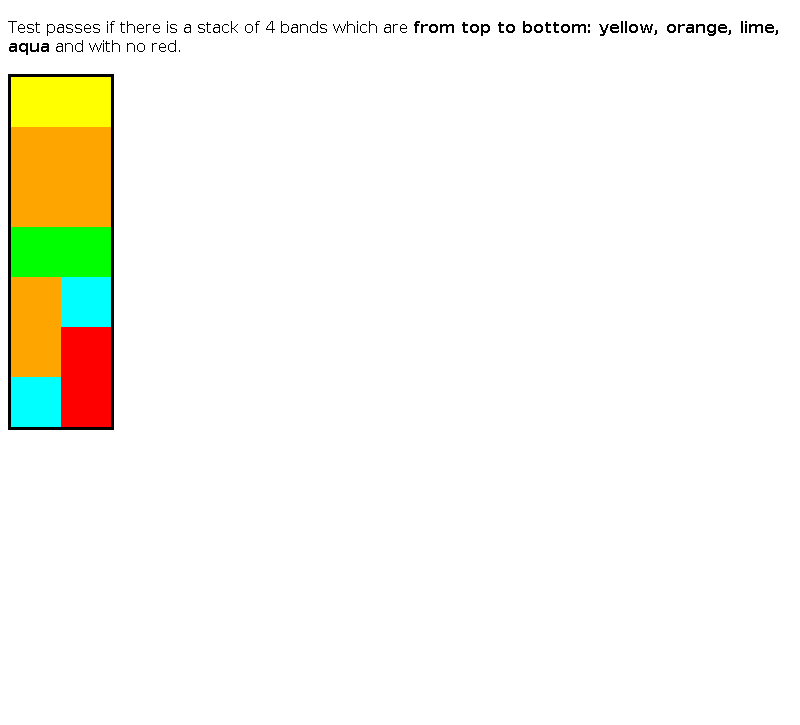 Test passes if there is a stack of 4 bands which are from top to bottom: yellow, orange, lime,
aqua and with no red.